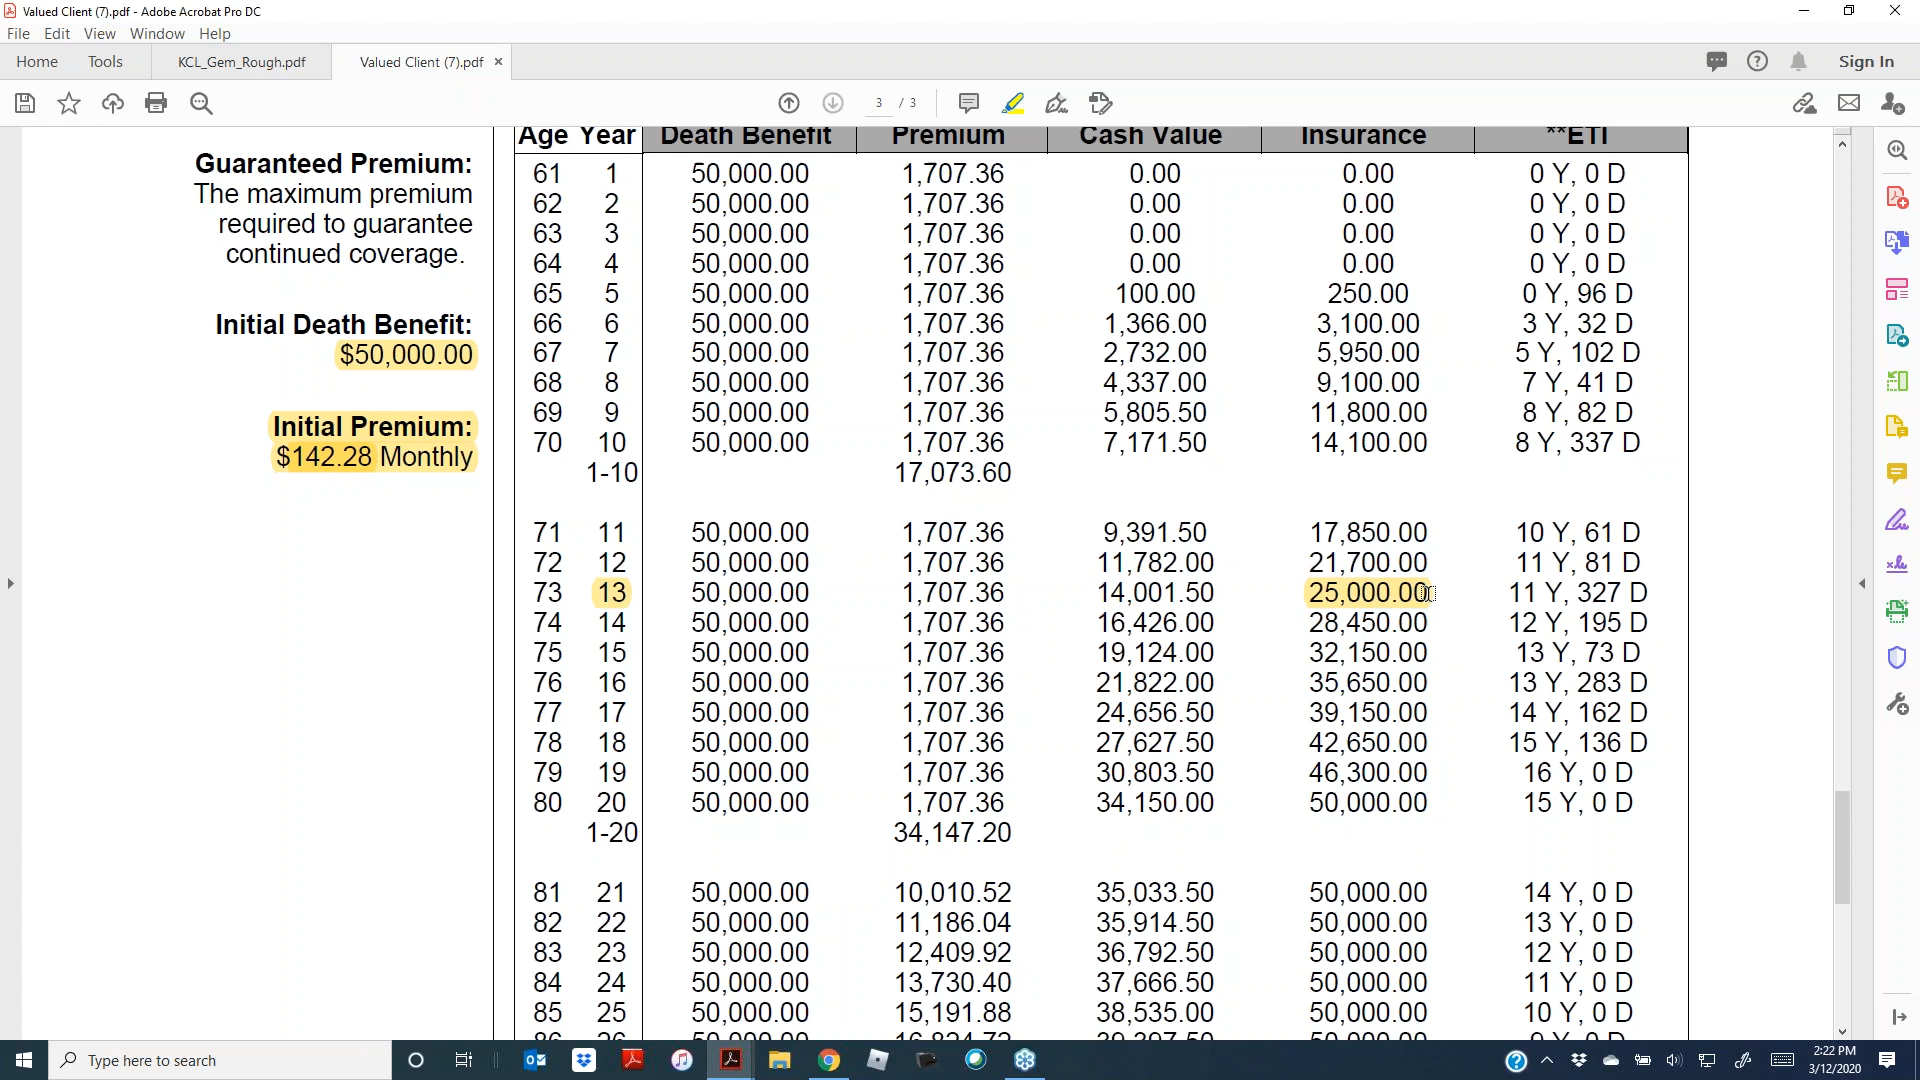 Valued Client (7).pdf - Adobe Acrobat Pro DC
File Edit View Window Help
Home Tools KCL_Gem_Rough.pdf Valued Client (7).pdf × Sign In
3 / 3
Guaranteed Premium:
The maximum premium
required to guarantee
continued coverage.
Initial Death Benefit:
$50,000.00
Initial Premium:
$142.28 Monthly
Age Year Death Benefit Premium Cash Value Insurance **ETI
61 1 50,000.00 1,707.36 0.00 0.00 0 Y, 0 D
62 2 50,000.00 1,707.36 0.00 0.00 0 Y, 0 D
63 3 50,000.00 1,707.36 0.00 0.00 0 Y, 0 D
64 4 50,000.00 1,707.36 0.00 0.00 0 Y, 0 D
65 5 50,000.00 1,707.36 100.00 250.00 0 Y, 96 D
66 6 50,000.00 1,707.36 1,366.00 3,100.00 3 Y, 32 D
67 7 50,000.00 1,707.36 2,732.00 5,950.00 5 Y, 102 D
68 8 50,000.00 1,707.36 4,337.00 9,100.00 7 Y, 41 D
69 9 50,000.00 1,707.36 5,805.50 11,800.00 8 Y, 82 D
70 10 50,000.00 1,707.36 7,171.50 14,100.00 8 Y, 337 D
1-10 17,073.60
71 11 50,000.00 1,707.36 9,391.50 17,850.00 10 Y, 61 D
72 12 50,000.00 1,707.36 11,782.00 21,700.00 11 Y, 81 D
73 13 50,000.00 1,707.36 14,001.50 25,000.00 11 Y, 327 D
74 14 50,000.00 1,707.36 16,426.00 28,450.00 12 Y, 195 D
75 15 50,000.00 1,707.36 19,124.00 32,150.00 13 Y, 73 D
76 16 50,000.00 1,707.36 21,822.00 35,650.00 13 Y, 283 D
77 17 50,000.00 1,707.36 24,656.50 39,150.00 14 Y, 162 D
78 18 50,000.00 1,707.36 27,627.50 42,650.00 15 Y, 136 D
79 19 50,000.00 1,707.36 30,803.50 46,300.00 16 Y, 0 D
80 20 50,000.00 1,707.36 34,150.00 50,000.00 15 Y, 0 D
1-20 34,147.20
81 21 50,000.00 10,010.52 35,033.50 50,000.00 14 Y, 0 D
82 22 50,000.00 11,186.04 35,914.50 50,000.00 13 Y, 0 D
83 23 50,000.00 12,409.92 36,792.50 50,000.00 12 Y, 0 D
84 24 50,000.00 13,730.40 37,666.50 50,000.00 11 Y, 0 D
85 25 50,000.00 15,191.88 38,535.00 50,000.00 10 Y, 0 D
Type here to search
2:22 PM
3/12/2020